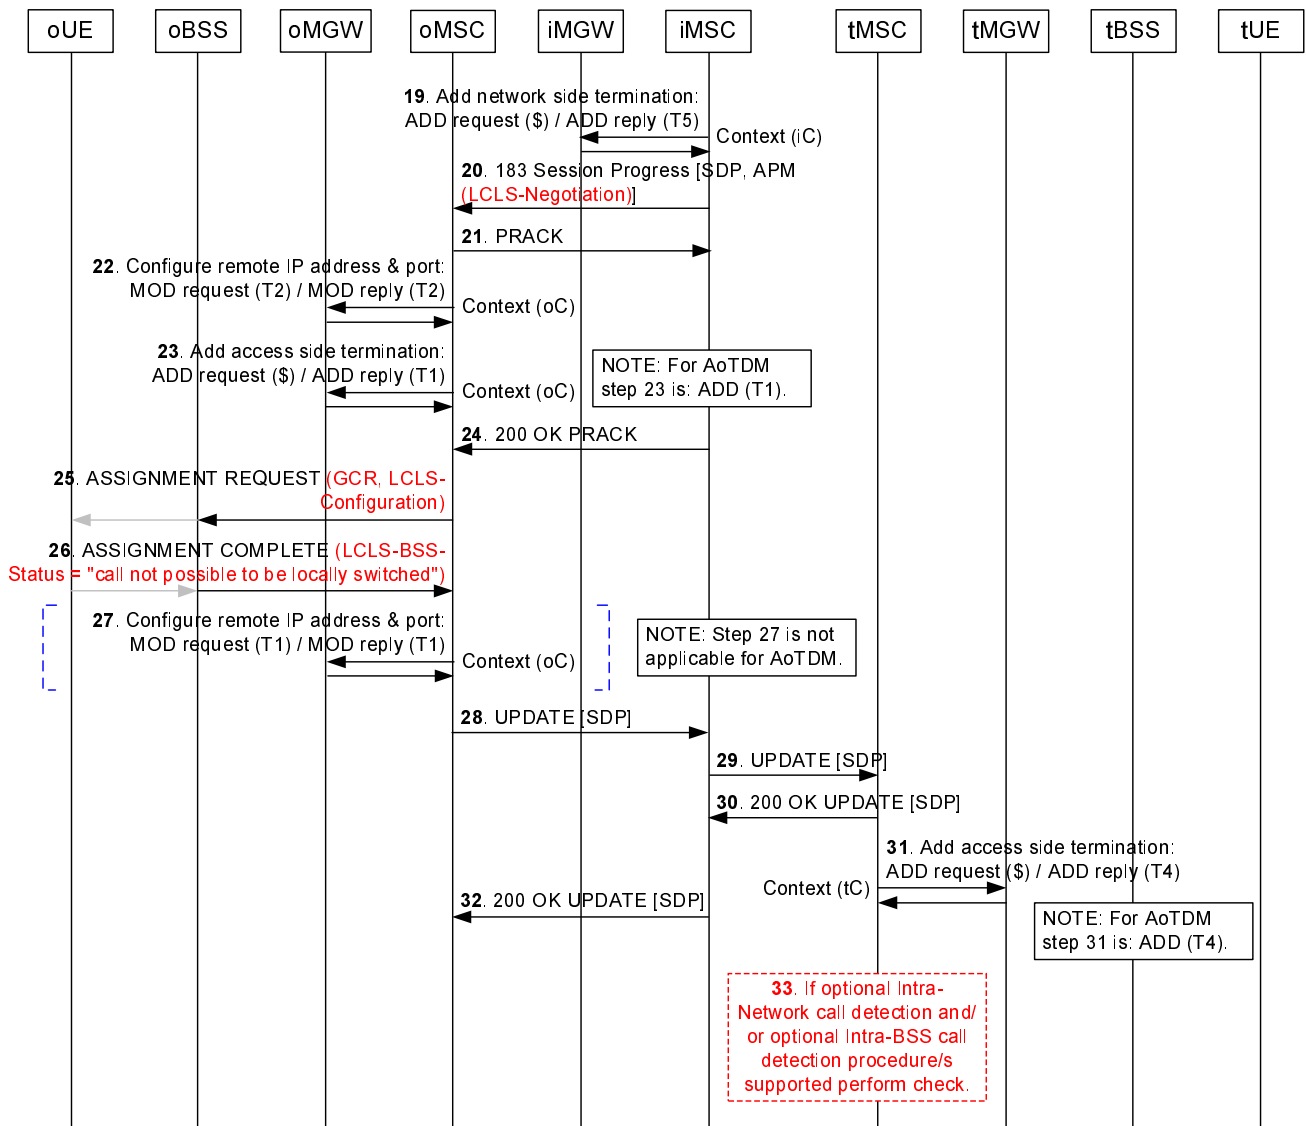 oUE oBSS oMGW oMSC iMGW iMSC tMSC tMGW tBSS tUE
19. Add network side termination:
ADD request ($) / ADD reply (T5)
Context (iC)
20. 183 Session Progress [SDP, APM
(LCLS-Negotiation)]
21. PRACK
22. Configure remote IP address & port:
MOD request (T2) / MOD reply (T2)
Context (oC)
23. Add access side termination:
ADD request ($) / ADD reply (T1)
Context (oC)
NOTE: For AoTDM
step 23 is: ADD (T1).
24. 200 OK PRACK
25. ASSIGNMENT REQUEST (GCR, LCLS-
Configuration)
26. ASSIGNMENT COMPLETE (LCLS-BSS-
Status = "call not possible to be locally switched")
27. Configure remote IP address & port:
MOD request (T1) / MOD reply (T1)
Context (oC)
NOTE: Step 27 is not
applicable for AoTDM.
28. UPDATE [SDP]
29. UPDATE [SDP]
30. 200 OK UPDATE [SDP]
31. Add access side termination:
ADD request ($) / ADD reply (T4)
Context (tC)
32. 200 OK UPDATE [SDP]
NOTE: For AoTDM
step 31 is: ADD (T4).
33. If optional Intra-
Network call detection and/
or optional Intra-BSS call
detection procedure/s
supported perform check.